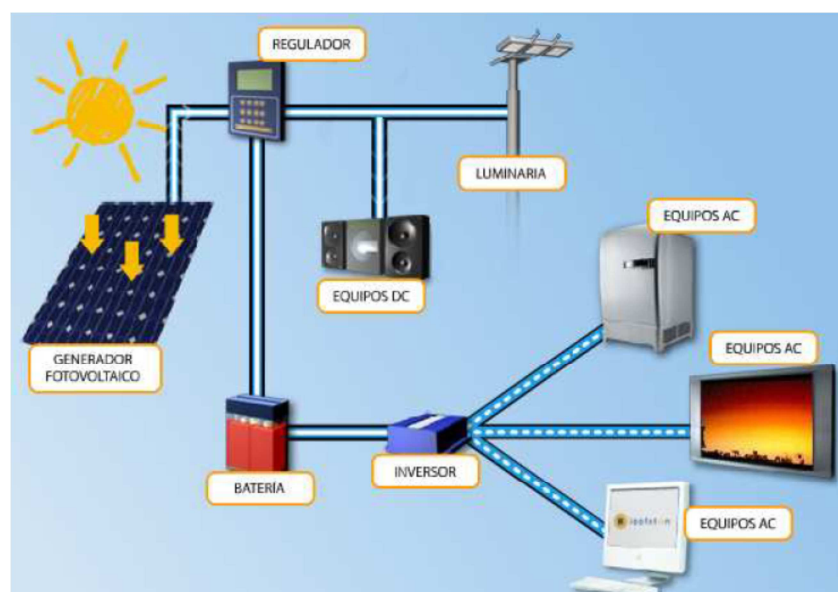 REGULADOR
LUMINARIA
EQUIPOS AC
EQUIPOS DC
GENERADOR
FOTOVOLTAICO
EQUIPOS AC
BATERÍA
INVERSOR
EQUIPOS AC